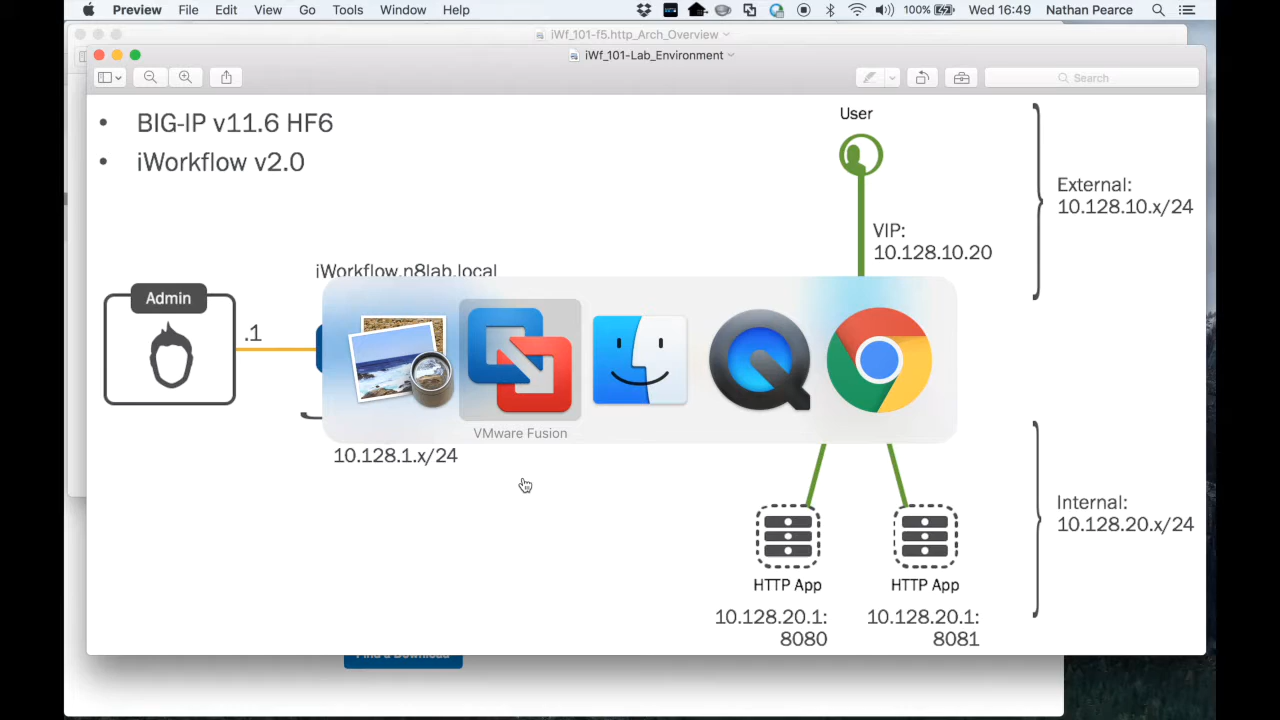 Preview File Edit View Go Tools Window Help 100% Wed 16:49 Nathan Pearce
iWf_101-f5.http_Arch_Overview
iWf_101-Lab_Environment
Search
• BIG-IP v11.6 HF6
• iWorkflow v2.0
User
External:
10.128.10.x/24
VIP:
10.128.10.20
iWorkflow.n8lab.local
Admin
.1
VMware Fusion
10.128.1.x/24
Internal:
10.128.20.x/24
HTTP App HTTP App
10.128.20.1: 10.128.20.1:
8080 8081
Find a Download